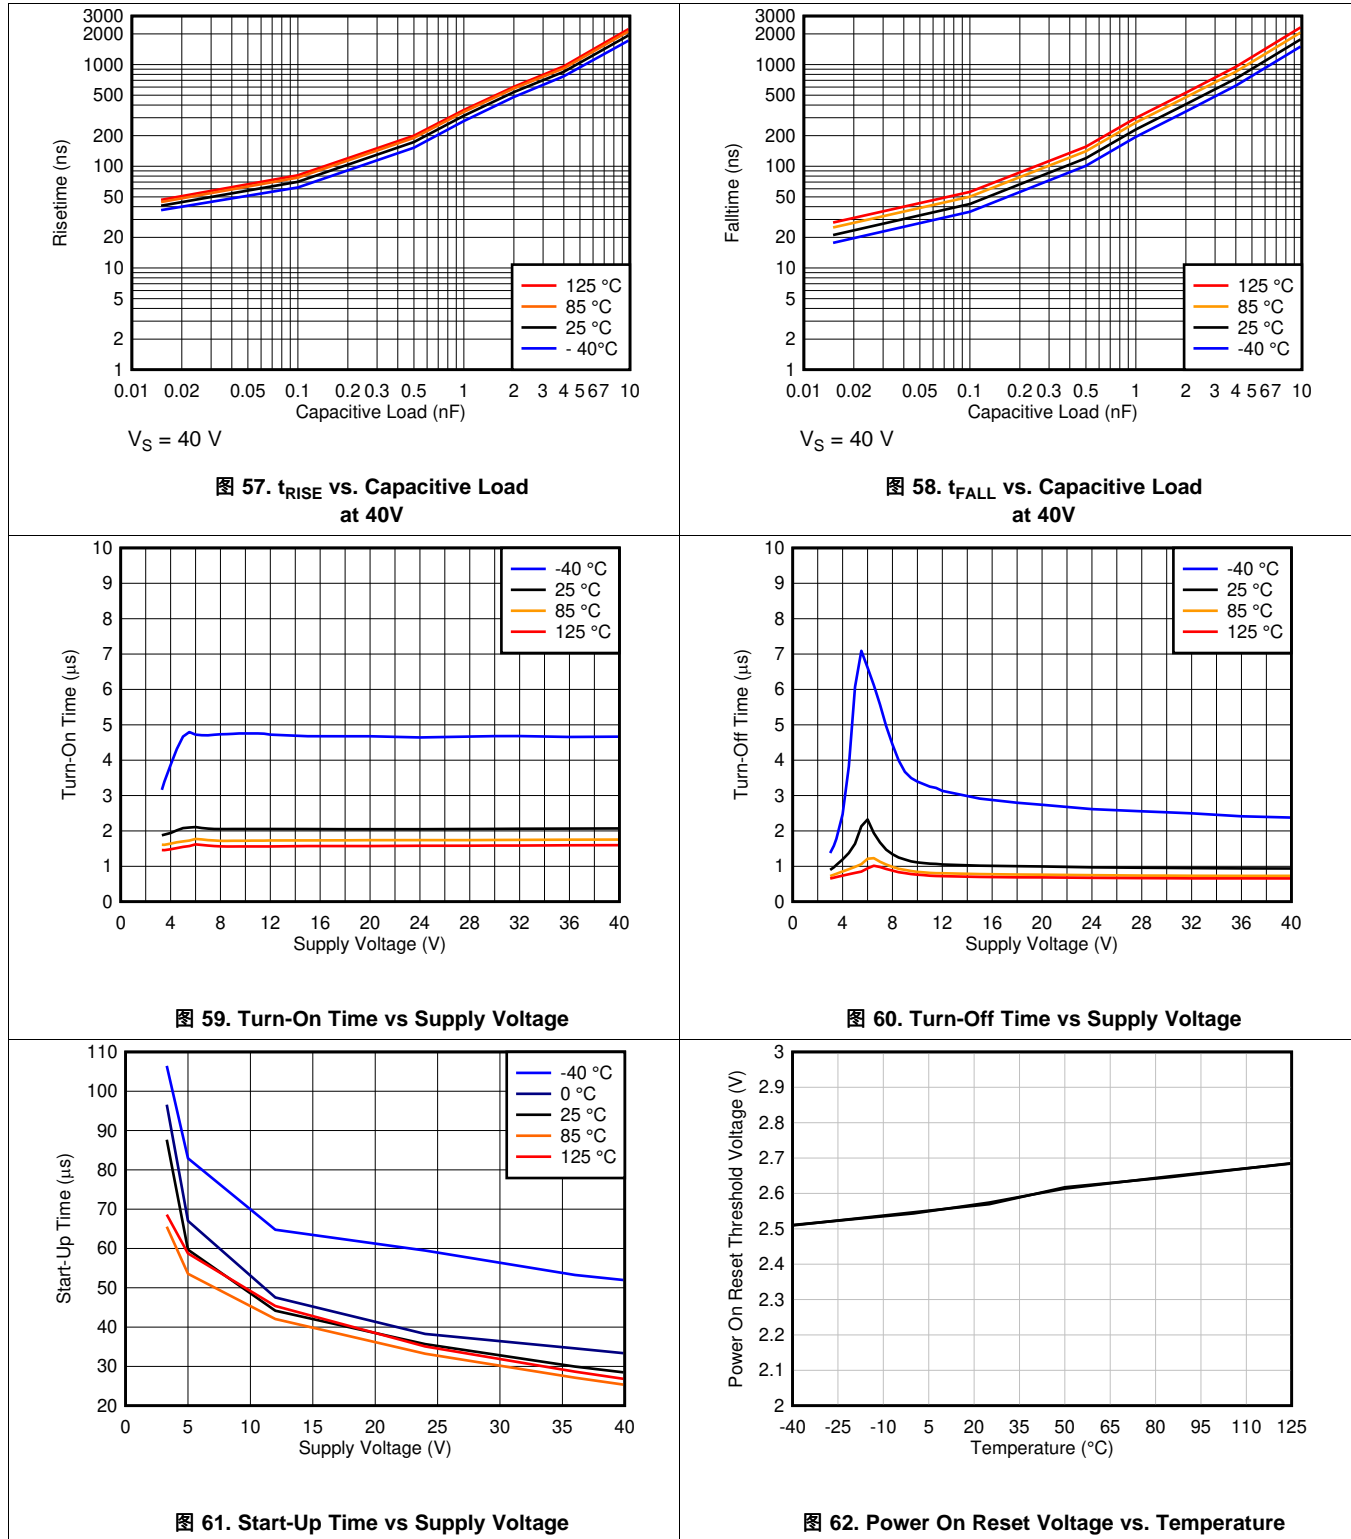 3000
2000
1000
500
200
100
50
20
10
5
2
1
Risetime (ns)
125 °C
85 °C
25 °C
- 40°C
0.01 0.02 0.05 0.1 0.2 0.3 0.5 1 2 3 4 5 6 7 10
Capacitive Load (nF)
V_S = 40 V
图 57. t_RISE vs. Capacitive Load
at 40V
3000
2000
1000
500
200
100
50
20
10
5
2
1
Falltime (ns)
125 °C
85 °C
25 °C
-40 °C
0.01 0.02 0.05 0.1 0.2 0.3 0.5 1 2 3 4 5 6 7 10
Capacitive Load (nF)
V_S = 40 V
图 58. t_FALL vs. Capacitive Load
at 40V
10
9
8
7
6
5
4
3
2
1
0
Turn-On Time (µs)
-40 °C
25 °C
85 °C
125 °C
0 4 8 12 16 20 24 28 32 36 40
Supply Voltage (V)
图 59. Turn-On Time vs Supply Voltage
10
9
8
7
6
5
4
3
2
1
0
Turn-Off Time (µs)
-40 °C
25 °C
85 °C
125 °C
0 4 8 12 16 20 24 28 32 36 40
Supply Voltage (V)
图 60. Turn-Off Time vs Supply Voltage
110
100
90
80
70
60
50
40
30
20
Start-Up Time (µs)
-40 °C
0 °C
25 °C
85 °C
125 °C
0 5 10 15 20 25 30 35 40
Supply Voltage (V)
图 61. Start-Up Time vs Supply Voltage
3
2.9
2.8
2.7
2.6
2.5
2.4
2.3
2.2
2.1
2
Power On Reset Threshold Voltage (V)
-40 -25 -10 5 20 35 50 65 80 95 110 125
Temperature (°C)
图 62. Power On Reset Voltage vs. Temperature